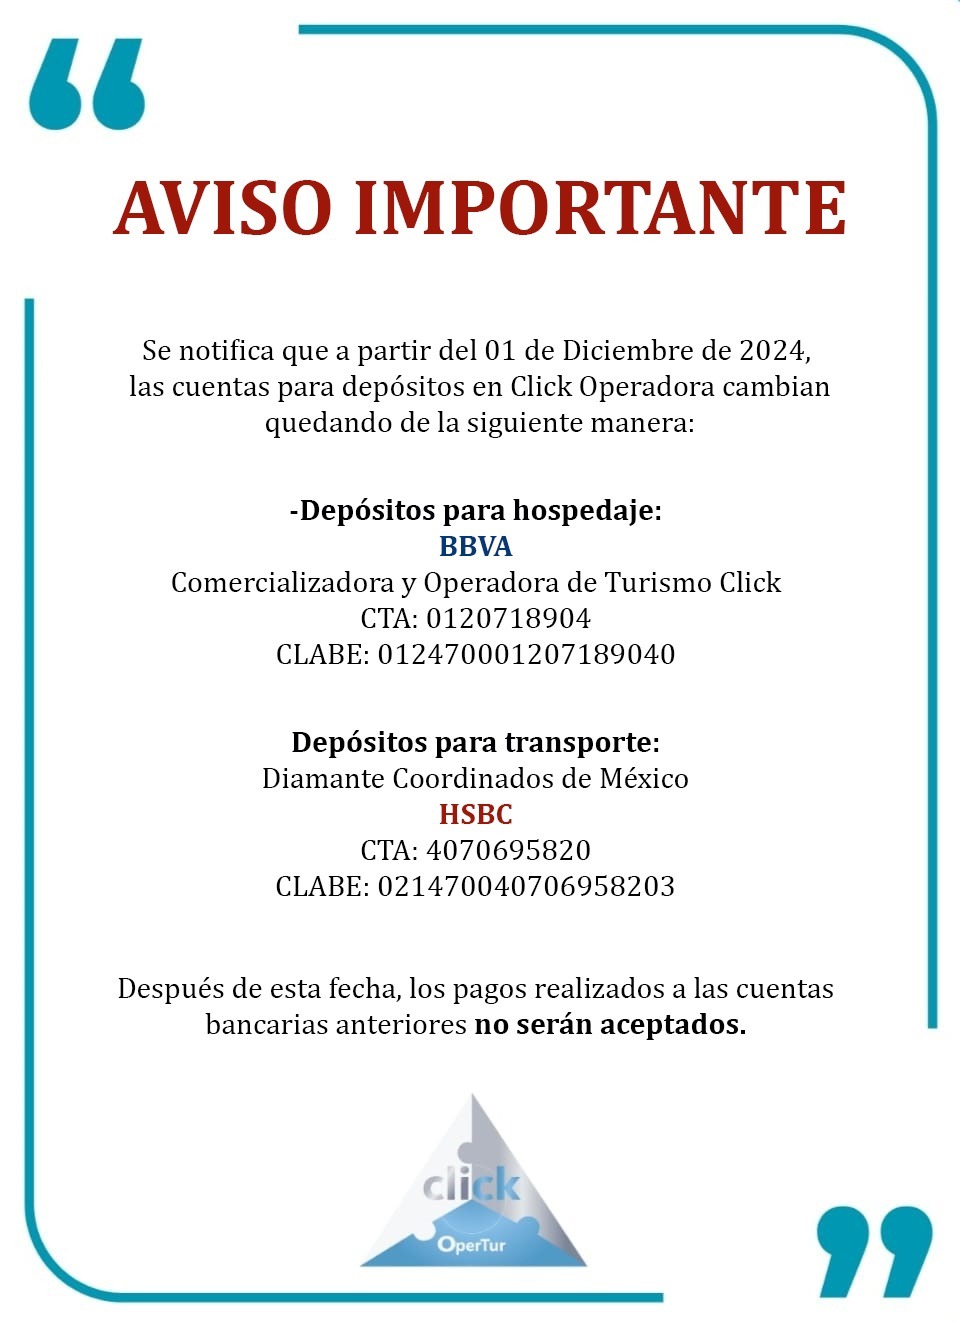 AVISO IMPORTANTE
Se notifica que a partir del 01 de Diciembre de 2024,
las cuentas para depósitos en Click Operadora cambian
quedando de la siguiente manera:
-Depósitos para hospedaje:
BBVA
Comercializadora y Operadora de Turismo Click
CTA: 0120718904
CLABE: 012470001207189040
Depósitos para transporte:
Diamante Coordinados de México
HSBC
CTA: 4070695820
CLABE: 021470040706958203
Después de esta fecha, los pagos realizados a las cuentas
bancarias anteriores no serán aceptados.
click
OperTur